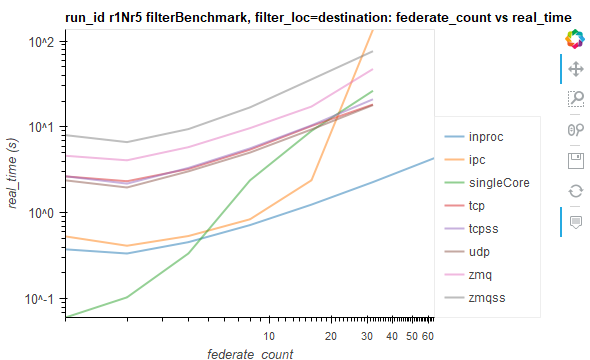 run_id r1Nr5 filterBenchmark, filter_loc=destination: federate_count vs real_time
10^2
10^1
10^0
10^-1
real_time (s)
10
20
30
40
50
60
federate_count
inproc
ipc
singleCore
tcp
tcpss
udp
zmq
zmqss